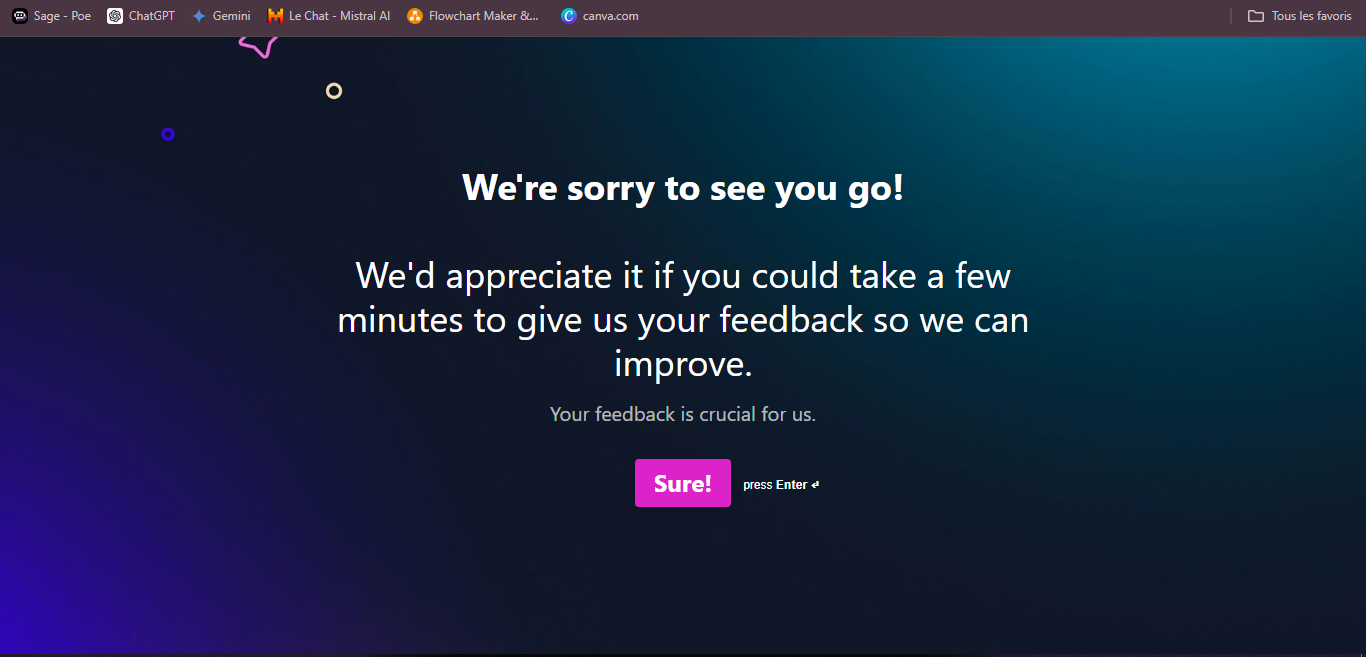 Sage - Poe
ChatGPT
Gemini
Le Chat - Mistral AI
Flowchart Maker &...
canva.com
Tous les favoris
We're sorry to see you go!
We'd appreciate it if you could take a few
minutes to give us your feedback so we can
improve.
Your feedback is crucial for us.
Sure!
press Enter ↵